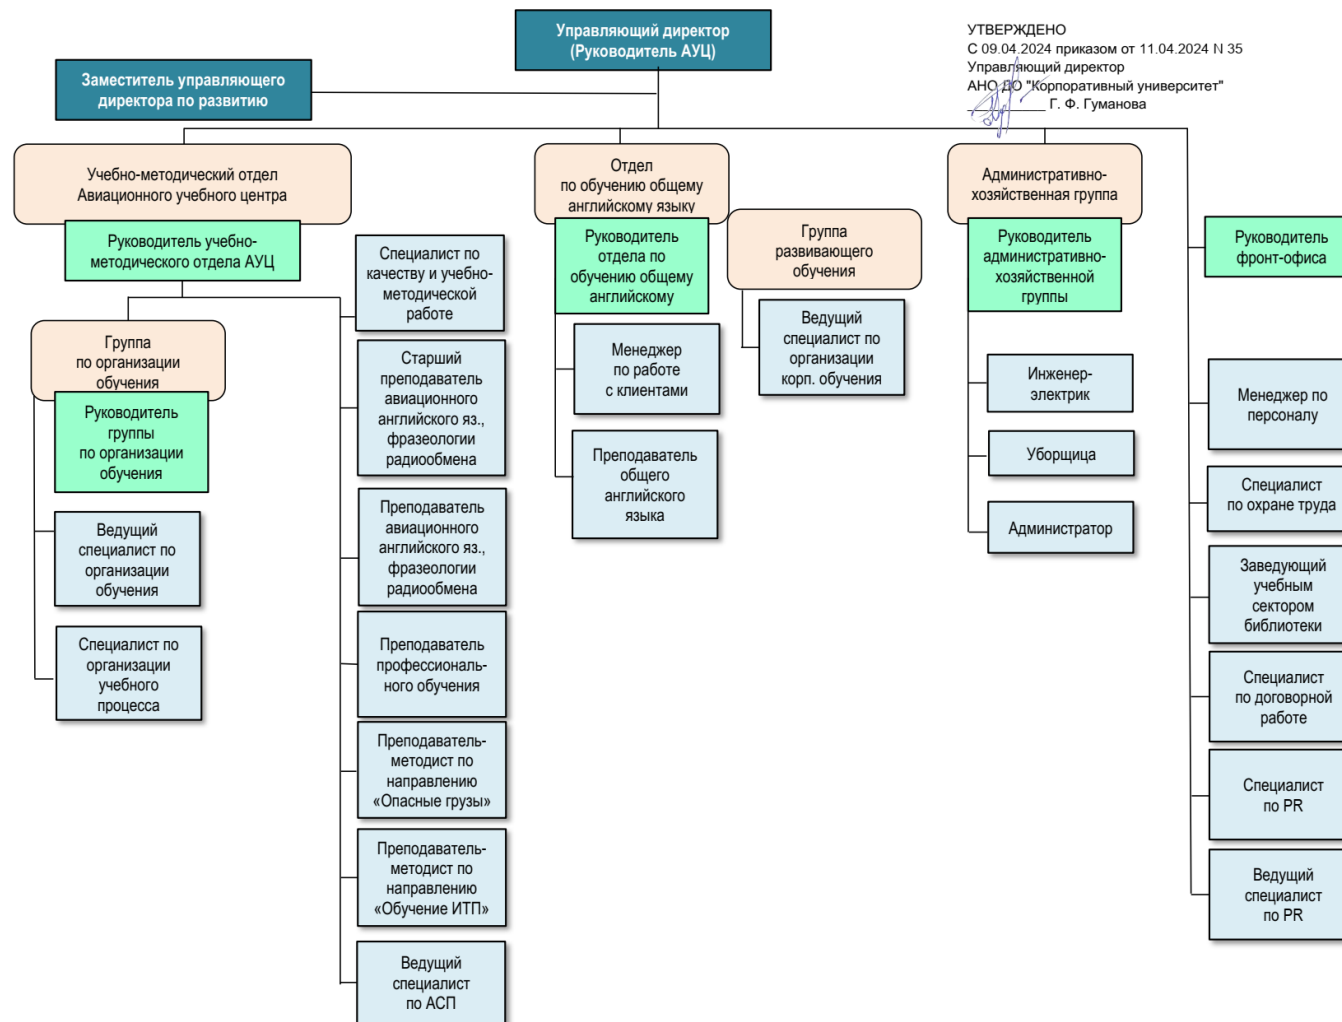 Управляющий директор
(Руководитель АУЦ)
УТВЕРЖДЕНО
С 09.04.2024 приказом от 11.04.2024 N 35
Управляющий директор
АНО ДО "Корпоративный университет"
Г. Ф. Гуманова
Заместитель управляющего
директора по развитию
Учебно-методический отдел
Авиационного учебного центра
Руководитель учебно-
методического отдела АУЦ
Группа
по организации
обучения
Руководитель
группы
по организации
обучения
Ведущий
специалист по
организации
обучения
Специалист по
организации
учебного
процесса
Специалист по
качеству и учебно-
методической
работе
Старший
преподаватель
авиационного
английского яз.,
фразеологии
радиообмена
Преподаватель
авиационного
английского яз.,
фразеологии
радиообмена
Преподаватель
профессиональ-
ного обучения
Преподаватель-
методист по
направлению
«Опасные грузы»
Преподаватель-
методист по
направлению
«Обучение ИТП»
Ведущий
специалист
по АСП
Отдел
по обучению общему
английскому языку
Руководитель
отдела по
обучению общему
английскому
Менеджер
по работе
с клиентами
Преподаватель
общего
английского
языка
Группа
развивающего
обучения
Ведущий
специалист по
организации
корп. обучения
Административно-
хозяйственная группа
Руководитель
административно-
хозяйственной
группы
Инженер-
электрик
Уборщица
Администратор
Руководитель
фронт-офиса
Менеджер по
персоналу
Специалист
по охране труда
Заведующий
учебным
сектором
библиотеки
Специалист
по договорной
работе
Специалист
по PR
Ведущий
специалист
по PR